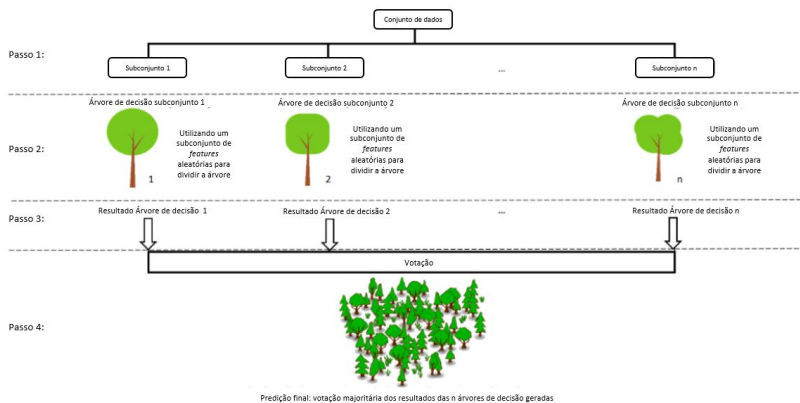 Conjunto de dados
Passo 1:
Subconjunto 1
Subconjunto 2
....
Subconjunto n
Árvore de decisão subconjunto 1
Árvore de decisão subconjunto 2
Árvore de decisão subconjunto n
Passo 2:
1
Utilizando um
subconjunto de
features
aleatórias para
dividir a árvore
2
Utilizando um
subconjunto de
features
aleatórias para
dividir a árvore
n
Utilizando um
subconjunto de
features
aleatórias para
dividir a árvore
Passo 3:
Resultado Árvore de decisão 1
Resultado Árvore de decisão 2
....
Resultado Árvore de decisão n
Votação
Passo 4:
Predição final: votação majoritária dos resultados das n árvores de decisão geradas